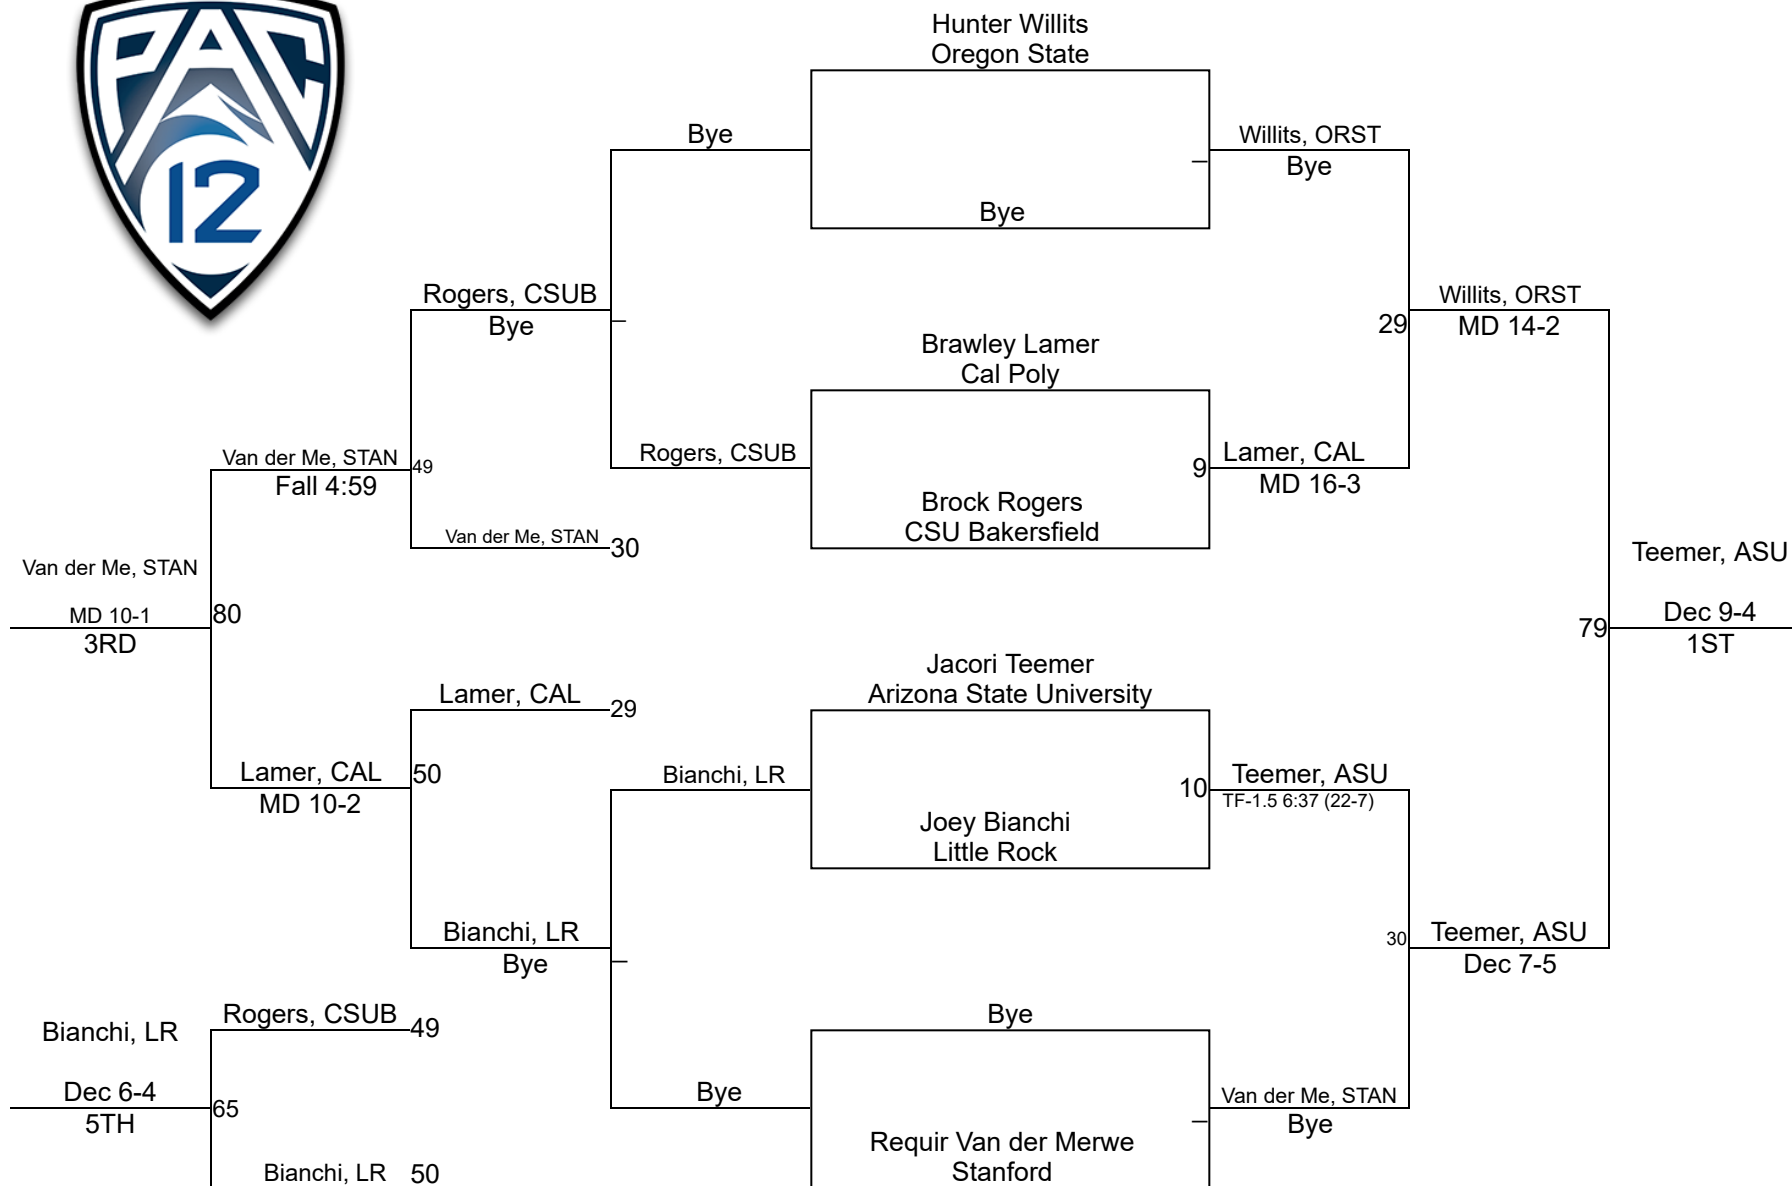 PAC
12
Hunter Willits
Oregon State
Bye
Willits, ORST
Bye
Bye
Rogers, CSUB
Bye
Willits, ORST
MD 14-2
29
Brawley Lamer
Cal Poly
Rogers, CSUB
9
Lamer, CAL
MD 16-3
Brock Rogers
CSU Bakersfield
Van der Me, STAN
Fall 4:59
49
Van der Me, STAN
30
Van der Me, STAN
MD 10-1
3RD
80
Teemer, ASU
Dec 9-4
1ST
79
Jacori Teemer
Arizona State University
Lamer, CAL
29
Lamer, CAL
MD 10-2
50
Bianchi, LR
10
Teemer, ASU
TF-1.5 6:37 (22-7)
Joey Bianchi
Little Rock
Bianchi, LR
Bye
30
Teemer, ASU
Dec 7-5
Rogers, CSUB
49
Bianchi, LR
Dec 6-4
5TH
65
Bianchi, LR
50
Bye
Bye
Van der Me, STAN
Bye
Requir Van der Merwe
Stanford